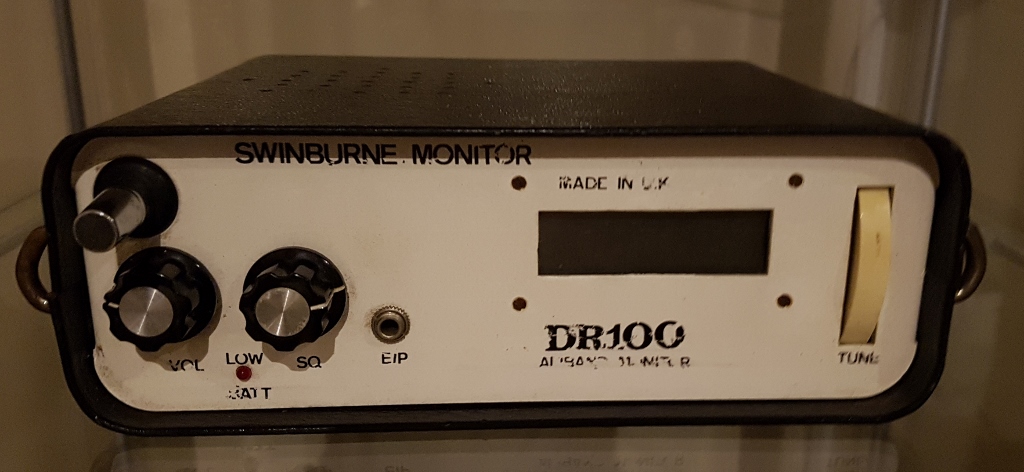 SWINBURNE MONITOR
MADE IN U.K
DR100
VOL
LOW
BATT
SQ
E/P
TUNE